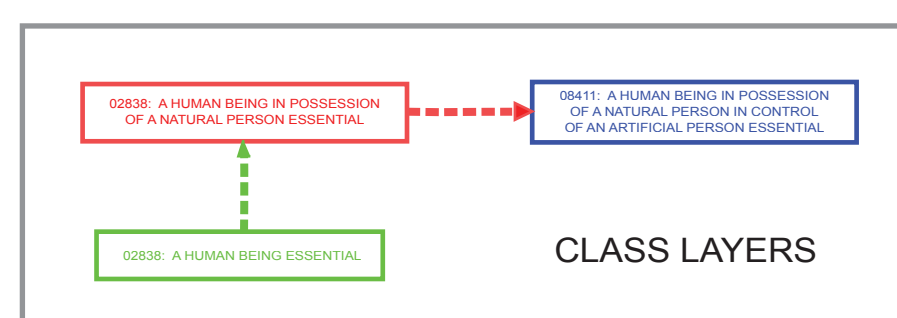 02838: A HUMAN BEING IN POSSESSION
OF A NATURAL PERSON ESSENTIAL
08411: A HUMAN BEING IN POSSESSION
OF A NATURAL PERSON IN CONTROL
OF AN ARTIFICIAL PERSON ESSENTIAL
02838: A HUMAN BEING ESSENTIAL
CLASS LAYERS